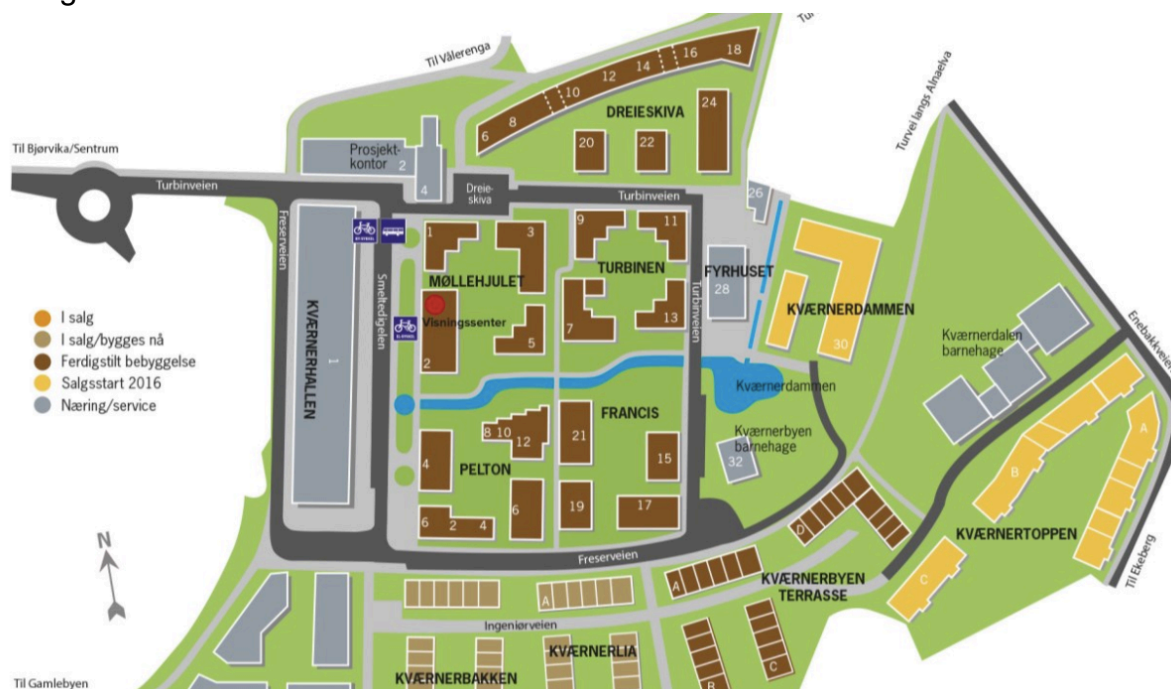 Til Vålerenga
6
8
10
12
14
16
18
DREIESKIVA
20
22
24
Turvei langs Alnaelva
Til Bjørvika/Sentrum
Prosjekt-
kontor
2
4
Turbinveien
Dreie-
skiva
Turbinveien
26
Freserveien
KVÆRNERHALLEN
1
Smeltedigelen
1
3
MØLLEHJULET
Visningssenter
2
5
9
11
TURBINEN
7
13
Turbinveien
FYRHUSET
28
KVÆRNERDAMMEN
30
Kværnerdalen
barnehage
Enebakkveien
I salg
I salg/bygges nå
Ferdigstilt bebyggelse
Salgsstart 2016
Næring/service
Kværnerdammen
FRANCIS
21
15
19
17
8
10
12
PELTON
4
6
2
4
6
Kværnerbyen
barnehage
32
A
B
C
KVÆRNERTOPPEN
Til Ekeberg
N
Freserveien
D
A
KVÆRNERBYEN
TERRASSE
A
Ingeniørveien
KVÆRNERLIA
KVÆRNERBAKKEN
B
C
Til Gamlebyen